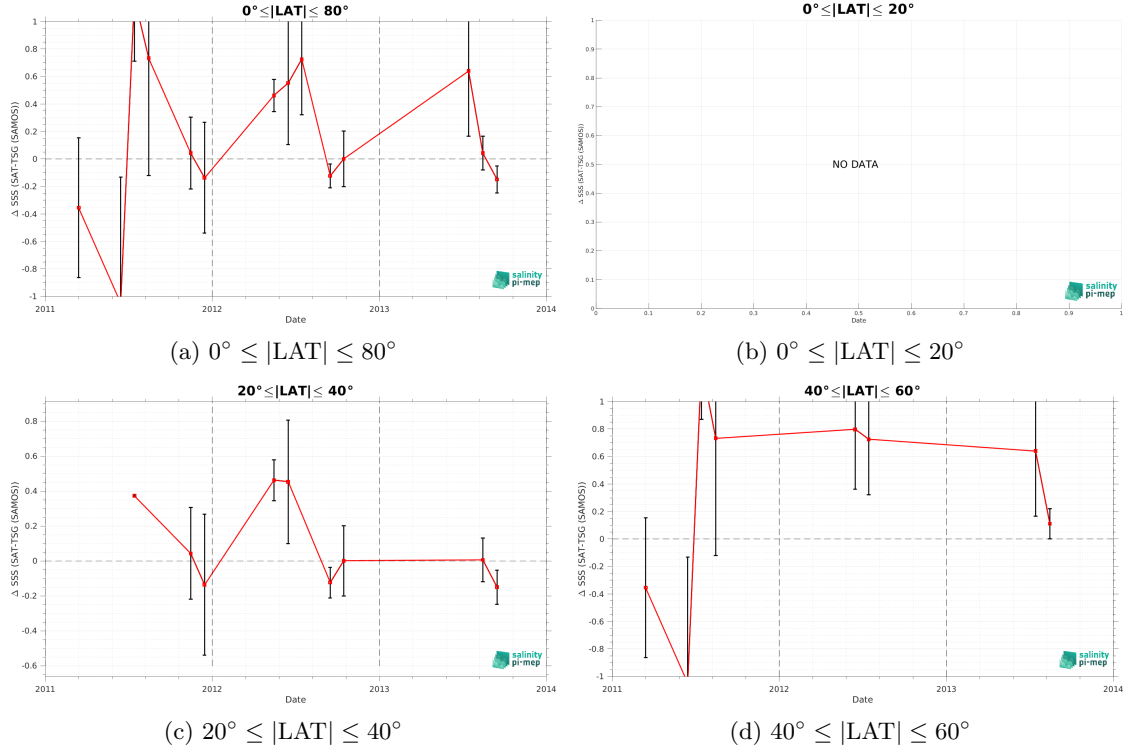 0°≤|LAT|≤ 80°
Δ SSS (SAT-TSG (SAMOS))
1
0.8
0.6
0.4
0.2
0
-0.2
-0.4
-0.6
-0.8
-1
2011
2012
2013
2014
Date
salinity
pi-mep
(a) 0° ≤ |LAT| ≤ 80°
0°≤|LAT|≤ 20°
Δ SSS (SAT-TSG (SAMOS))
1
0.9
0.8
0.7
0.6
0.5
0.4
0.3
0.2
0.1
0
NO DATA
0
0.1
0.2
0.3
0.4
0.5
0.6
0.7
0.8
0.9
1
Date
salinity
pi-mep
(b) 0° ≤ |LAT| ≤ 20°
20°≤|LAT|≤ 40°
Δ SSS (SAT-TSG (SAMOS))
0.8
0.6
0.4
0.2
0
-0.2
-0.4
-0.6
2011
2012
2013
2014
Date
salinity
pi-mep
(c) 20° ≤ |LAT| ≤ 40°
40°≤|LAT|≤ 60°
Δ SSS (SAT-TSG (SAMOS))
1
0.8
0.6
0.4
0.2
0
-0.2
-0.4
-0.6
-0.8
-1
2011
2012
2013
2014
Date
salinity
pi-mep
(d) 40° ≤ |LAT| ≤ 60°